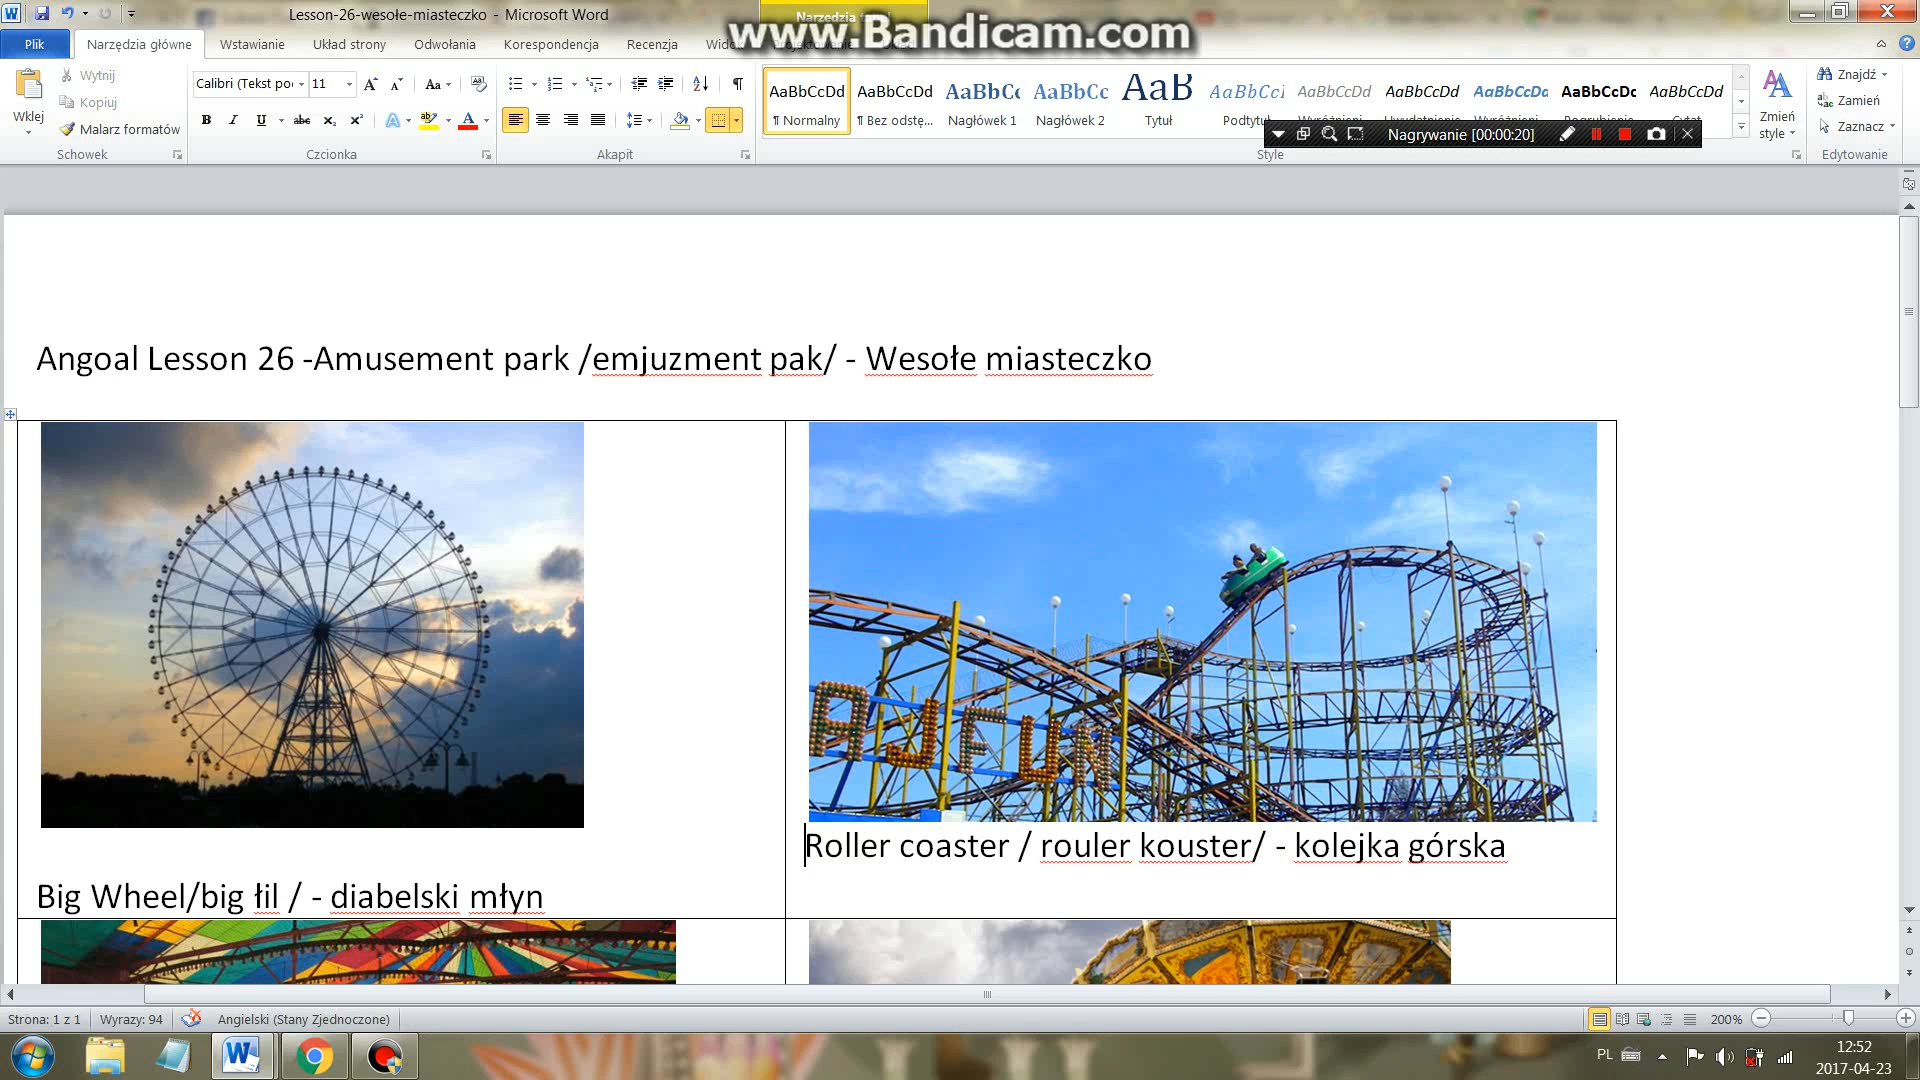 Lesson-26-wesołe-miasteczko - Microsoft Word
www.Bandicam.com
Plik
Narzędzia główne
Wstawianie
Układ strony
Odwołania
Korespondencja
Recenzja
Wklej
Wytnij
Kopiuj
Malarz formatów
Schowek
Calibri (Tekst po
11
Czcionka
Akapit
AaBbCcDd
¶ Normalny
AaBbCcDd
¶ Bez odstę...
AaBbCc
Nagłówek 1
AaBbCc
Nagłówek 2
AaB
Tytuł
AaBbCc
Podtytuł
AaBbCcDd
AaBbCcDd
AaBbCcDd
AaBbCcDc
AaBbCcDd
Style
Zmień style
Znajdź
Zamień
Zaznacz
Edytowanie
Nagrywanie [00:00:20]
Angoal Lesson 26 -Amusement park /emjuzment pak/ - Wesołe miasteczko
AJFUN
Roller coaster / rouler kouster/ - kolejka górska
Big Wheel/big łil / - diabelski młyn
Strona: 1 z 1
Wyrazy: 94
Angielski (Stany Zjednoczone)
200%
PL
12:52
2017-04-23